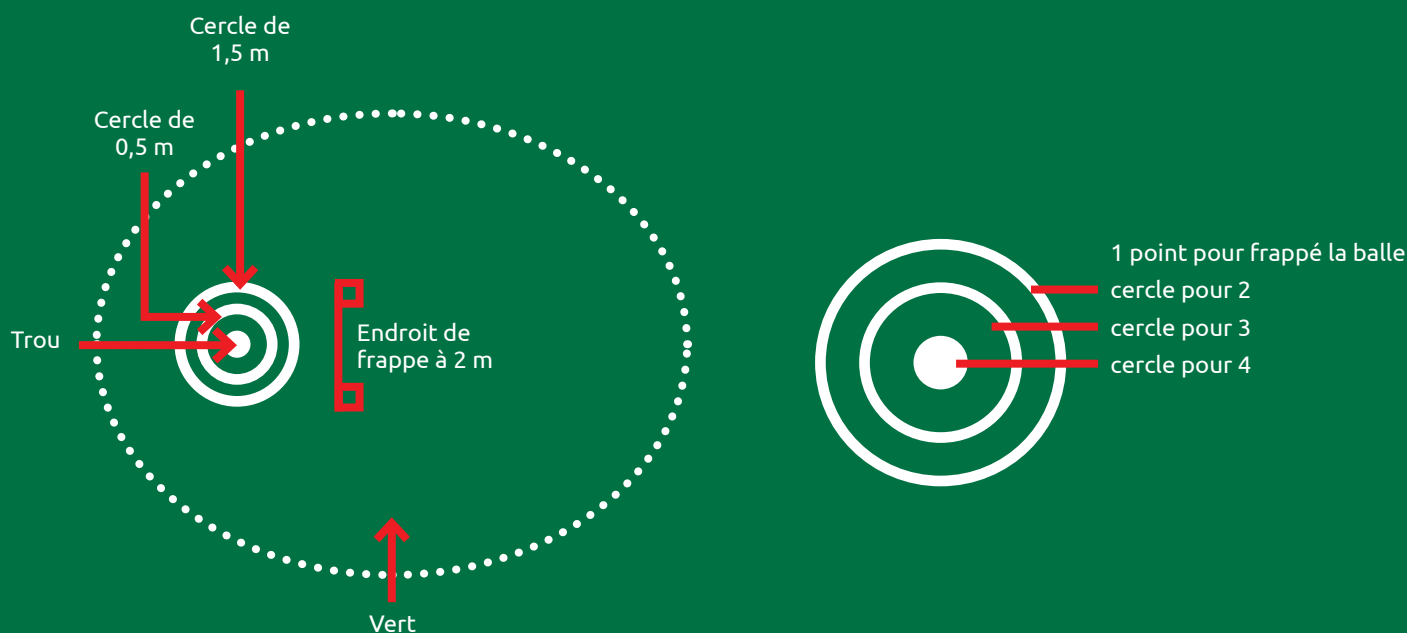 Cercle de
1,5 m
Cercle de
0,5 m
Trou
Endroit de
frappe à 2 m
Vert
1 point pour frappé la balle
cercle pour 2
cercle pour 3
cercle pour 4